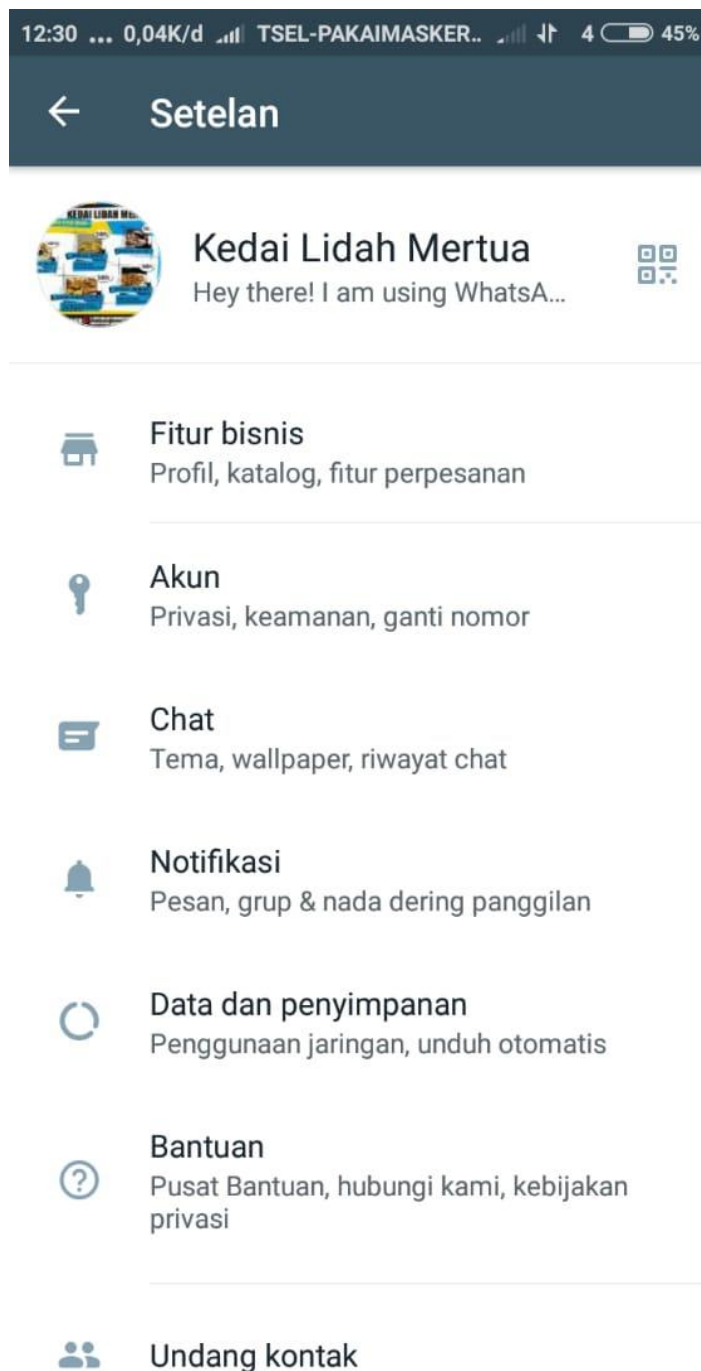 12:30 ... 0,04K/d TSEL-PAKAIMASKER.. 4 45%
Setelan
KEDAI LIDAH
Kedai Lidah Mertua
Hey there! I am using WhatsA...
Fitur bisnis
Profil, katalog, fitur perpesanan
Akun
Privasi, keamanan, ganti nomor
Chat
Tema, wallpaper, riwayat chat
Notifikasi
Pesan, grup & nada dering panggilan
Data dan penyimpanan
Penggunaan jaringan, unduh otomatis
Bantuan
Pusat Bantuan, hubungi kami, kebijakan
privasi
Undang kontak